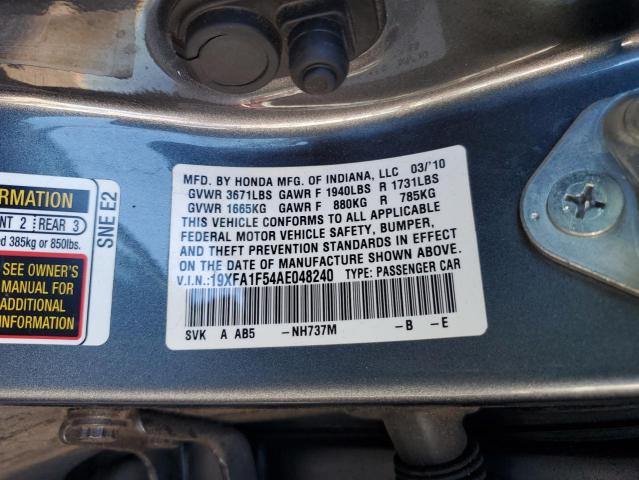 ORMATION
NT 2 REAR 3
ed 385kg or 850lbs.
SEE OWNER'S
MANUAL FOR
ADDITIONAL
INFORMATION
SNE E2
MFD. BY HONDA MFG. OF INDIANA, LLC 03/'10
GVWR 3671LBS GAWR F 1940LBS R 1731LBS
GVWR 1665KG GAWR F 880KG R 785KG
THIS VEHICLE CONFORMS TO ALL APPLICABLE
FEDERAL MOTOR VEHICLE SAFETY, BUMPER,
AND THEFT PREVENTION STANDARDS IN EFFECT
ON THE DATE OF MANUFACTURE SHOWN ABOVE.
V.I.N.:19XFA1F54AE048240 TYPE: PASSENGER CAR
SVK A AB5 -NH737M -B -E